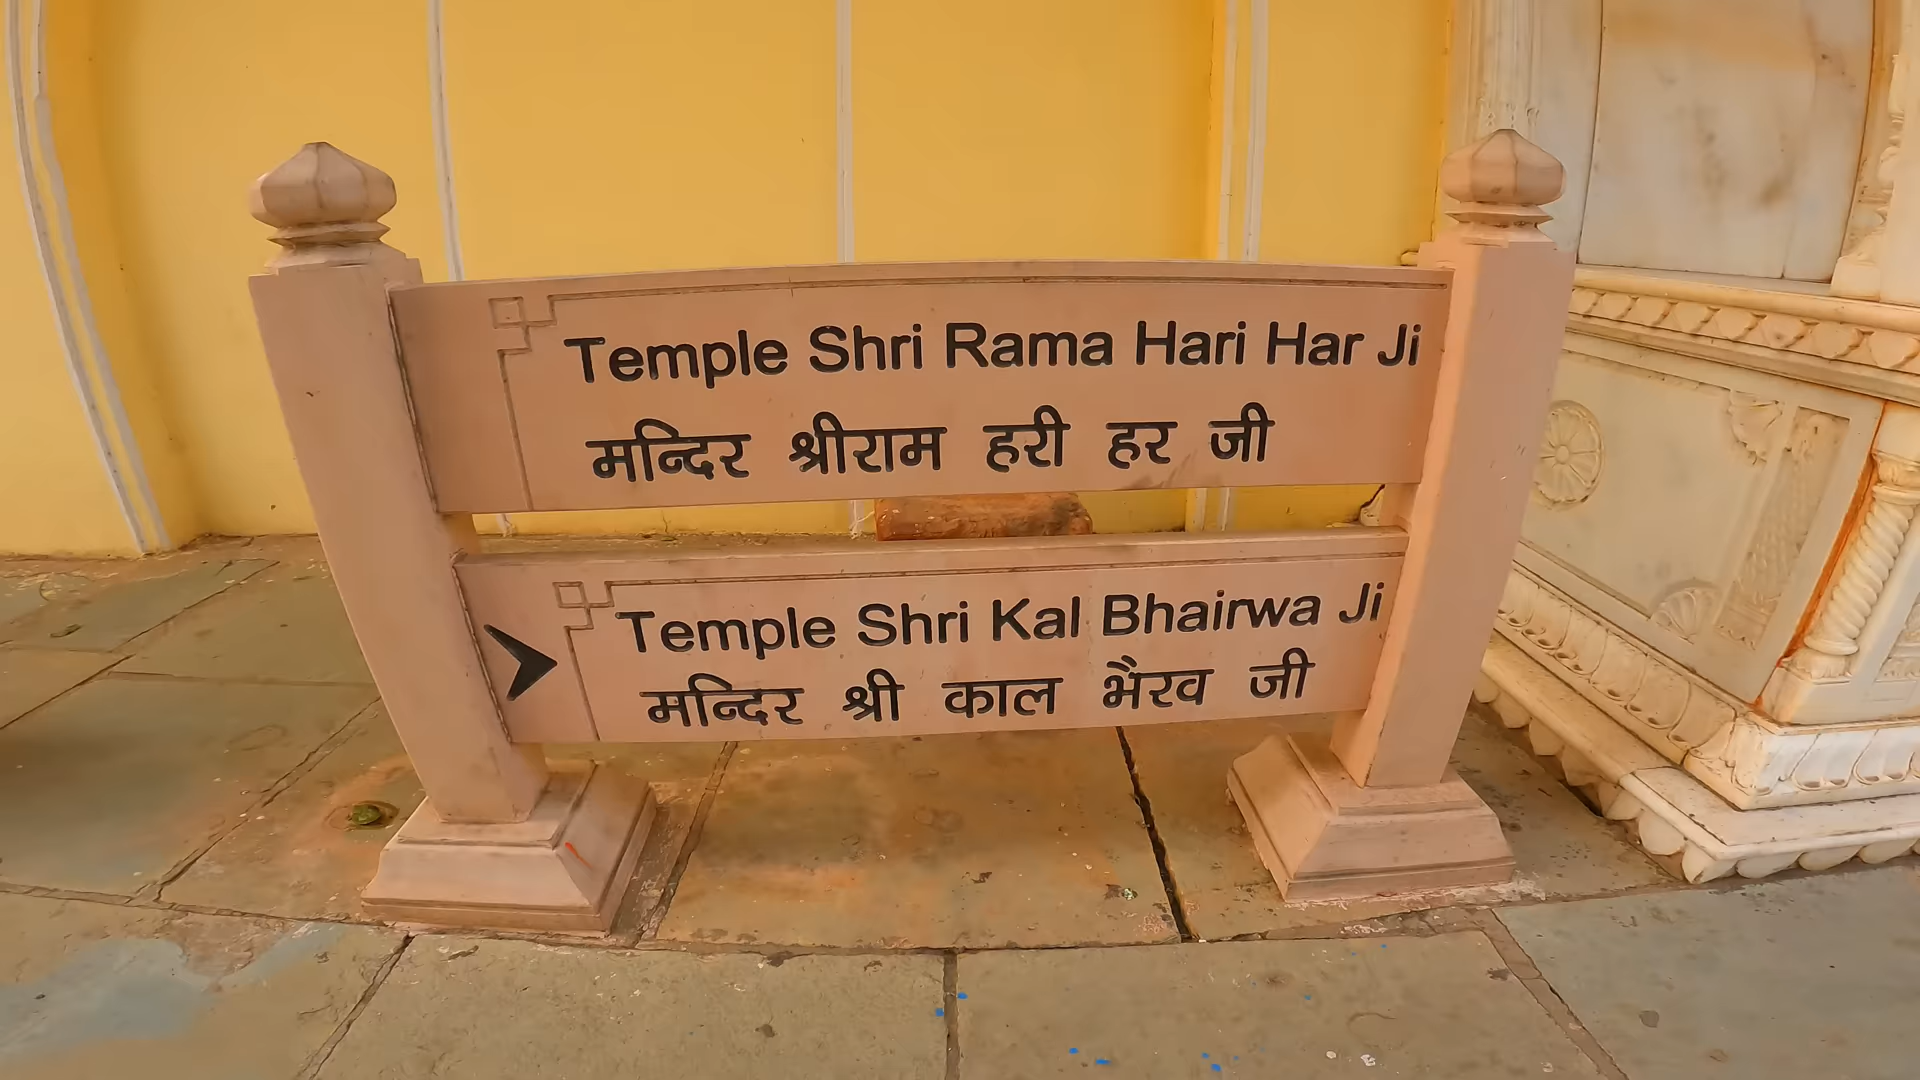 Temple Shri Rama Hari Har Ji
मन्दिर श्रीराम हरी हर जी
Temple Shri Kal Bhairwa Ji
मन्दिर श्री काल भैरव जी